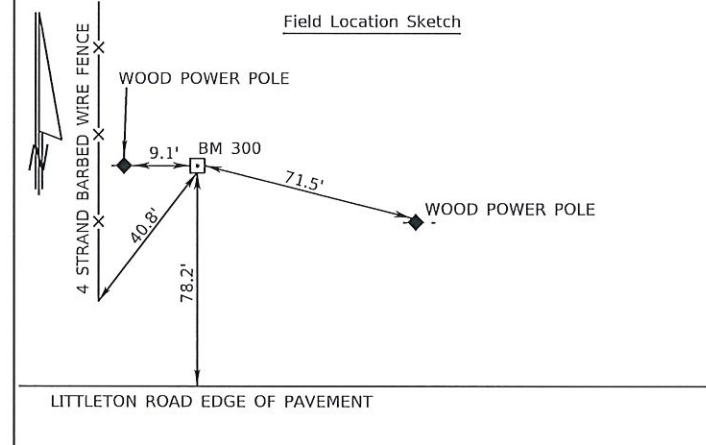 Field Location Sketch
4 STRAND BARBED WIRE FENCE
WOOD POWER POLE
N
9.1'
BM 300
71.5'
WOOD POWER POLE
40.8'
78.2'
LITTLETON ROAD EDGE OF PAVEMENT